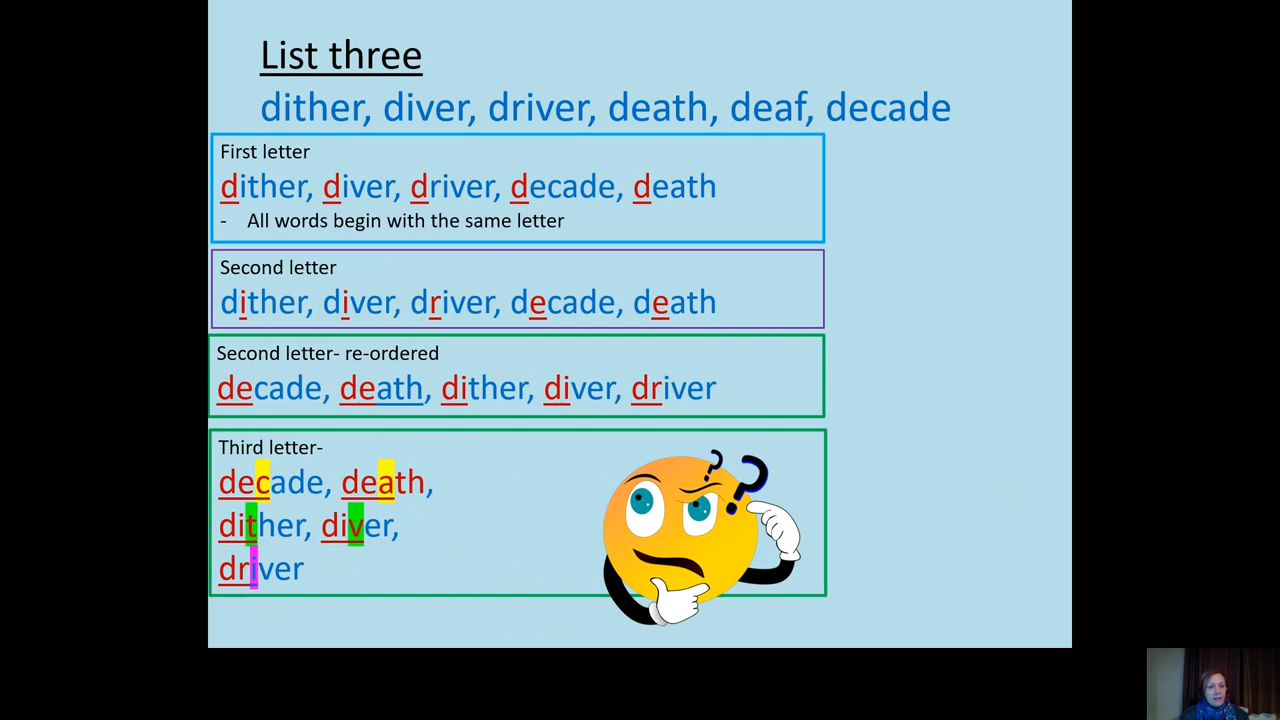 List three
dither, diver, driver, death, deaf, decade
First letter
dither, diver, driver, decade, death
- All words begin with the same letter
Second letter
dither, diver, driver, decade, death
Second letter- re-ordered
decade, death, dither, diver, driver
Third letter-
decade, death,
dither, diver,
driver
? ?